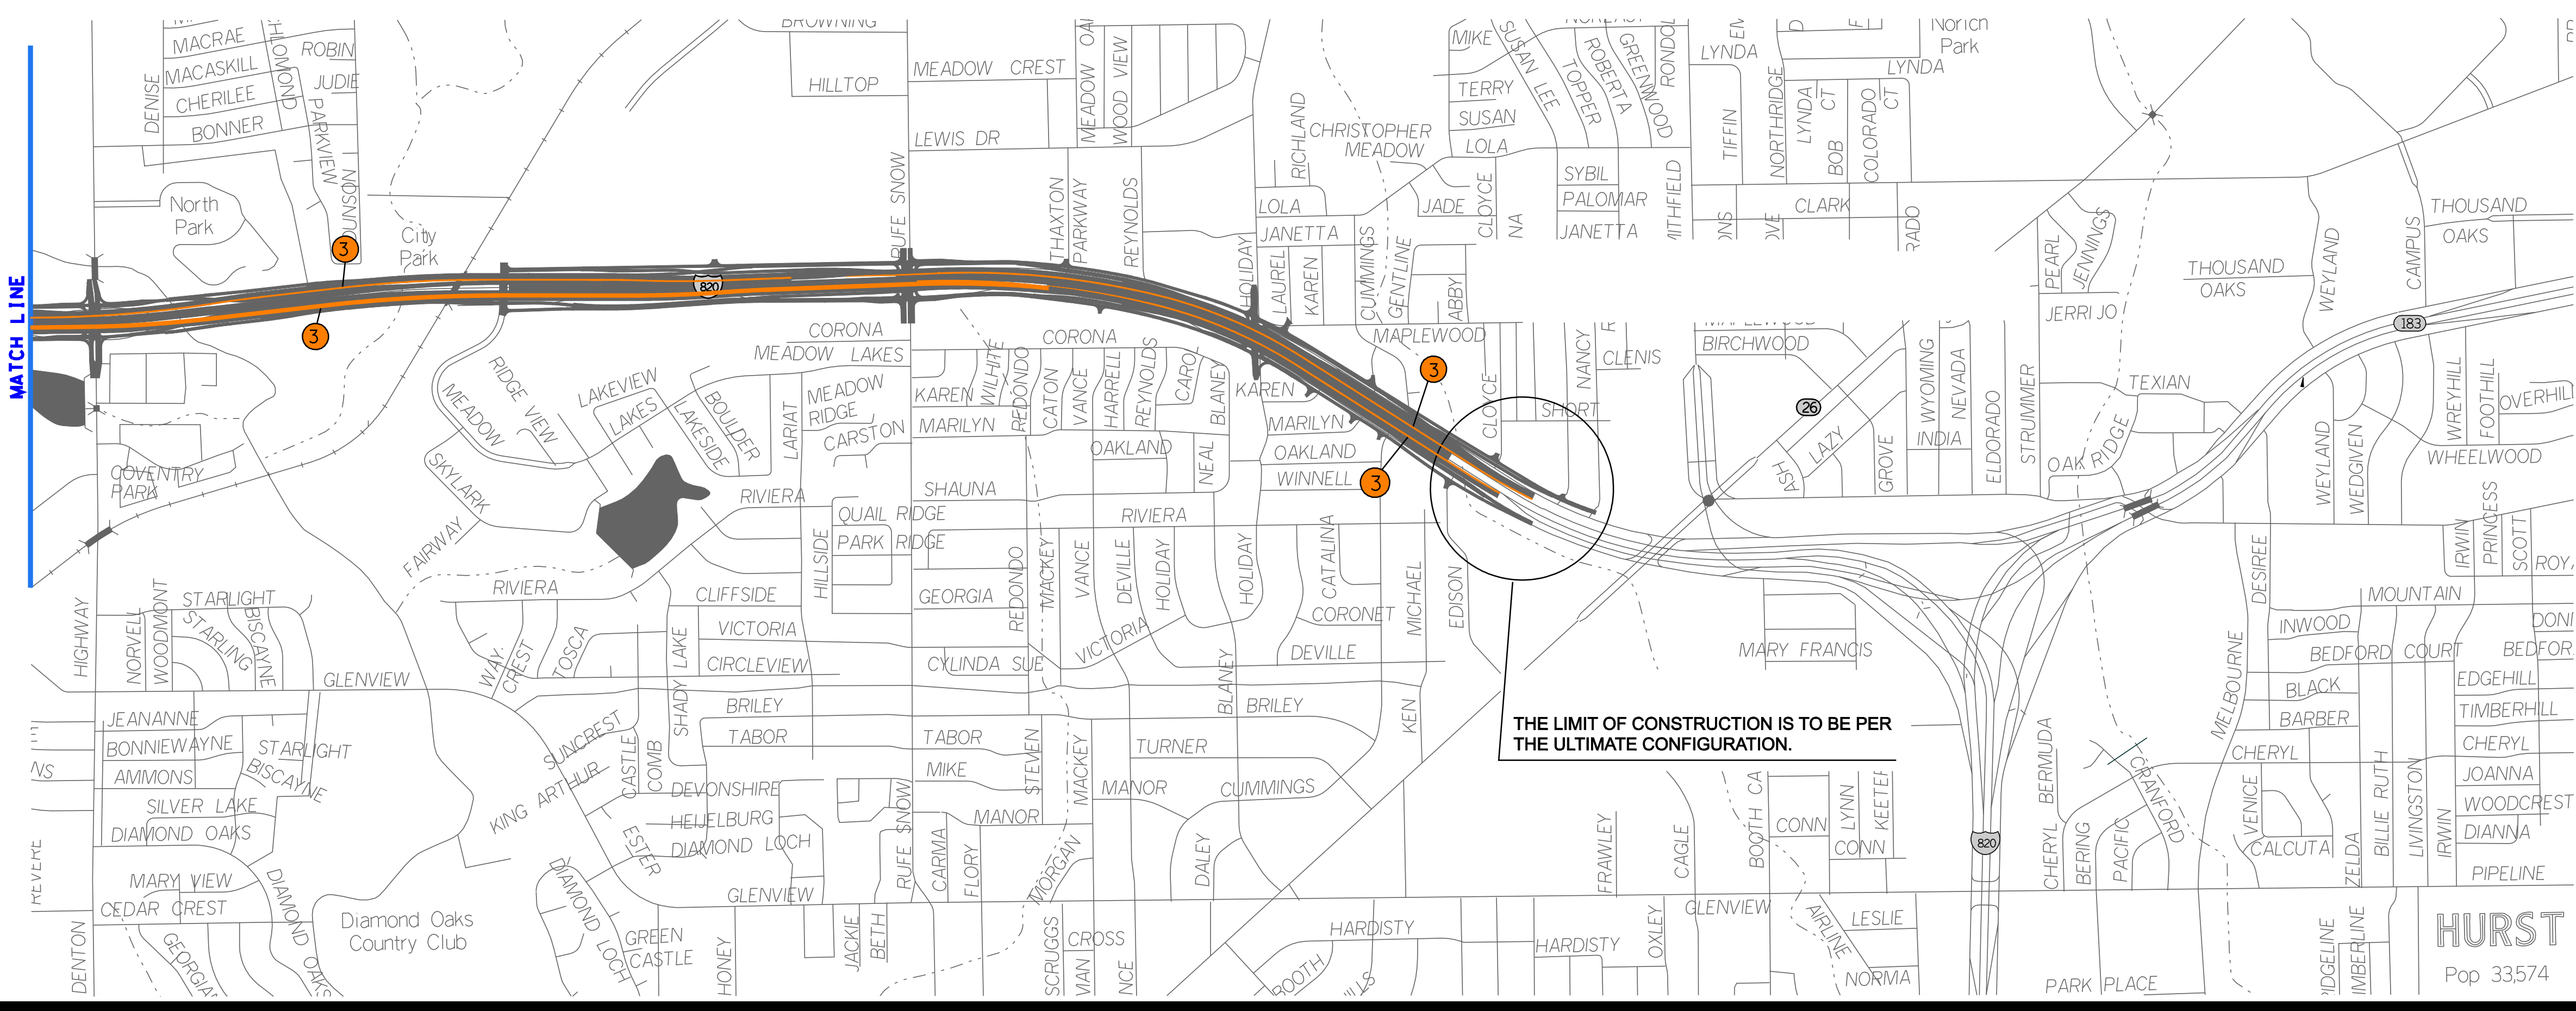 BROWNING
MACRAE
ROBIN
MIKE
LYNDA
Norich
Park
MACASKILL
JUDIE
HILLTOP
MEADOW CREST
SUSAN LEE
ROBERTA
GREENWOOD
TOPPER
TERRY
LYNDA
CHERILEE
BONNER
DENISE
PARKVIEW
WOOD VIEW
SUSAN
LEWIS DR
RICHLAND
CHRISTOPHER
MEADOW
LOLA
TIFFIN
NORTHRIDGE
LYNDA
BOB CT
COLORADO CT
North
Park
City
Park
THAXTON
PARKWAY
REYNOLDS
LOLA
JANETTA
JADE
CLOYCE
SYBIL
PALOMAR
JANETTA
CLARK
PEARL
JENNINGS
THOUSAND
OAKS
WEYLAND
CAMPUS
THOUSAND
OAKS
MATCH LINE
3
3
820
HOLIDAY
LAUREL
KAREN
CUMMINGS
GENTLINE
ABBY
MAPLEWOOD
JERRI JO
183
CORONA
MEADOW LAKES
CORONA
NANCY
CLENIS
BIRCHWOOD
WYOMING
NEVADA
ELDORADO
STRUMMER
TEXIAN
RIDGE VIEW
MEADOW
LAKEVIEW
LAKES
LAKESIDE
BOULDER
LARIAT
MEADOW
RIDGE
CARSTON
KAREN
WILHITE
REDONDO
MARILYN
CATON
VANCE
HARRELL
REYNOLDS
CAROL
BLANEY
KAREN
MARILYN
OAKLAND
WINNELL
3
3
CLOYCE
SHORT
26
ASH
LAZY
GROVE
INDIA
OAK RIDGE
WEYLAND
WEDGIVEN
WREYHILL
FOOTHILL
WHEELWOOD
COVENTRY
PARK
SKYLARK
FAIRWAY
OAKLAND
NEAL
RIVIERA
QUAIL RIDGE
PARK RIDGE
SHAUNA
RIVIERA
HILLSIDE
REDONDO
MACKEY
VANCE
DEVILLE
HOLIDAY
HOLIDAY
CATALINA
MICHAEL
EDISON
DESIREE
IRWIN
PRINCESS
SCOTT
HIGHWAY
NORVELL
WOODMONT
STARLIGHT
STARLING
BISCAYNE
RIVIERA
CLIFFSIDE
GEORGIA
VICTORIA
CIRCLEVIEW
CYLINDA SUE
VICTORIA
CORONET
DEVILLE
MARY FRANCIS
MOUNTAIN
INWOOD
BEDFORD COURT
BLACK
BARBER
EDGEHILL
TIMBERHILL
GLENVIEW
WAY.
CREST
TOSCA
SHADY LAKE
BLANEY
KEN
MELBOURNE
JEANANNE
BONNIEWAYNE
AMMONS
STARLIGHT
BISCAYNE
SILVER LAKE
DIAMOND OAKS
SUNCREST
KING ARTHUR
CASTLE
COMB
BRILEY
TABOR
TABOR
MIKE
STEVEN
MACKEY
TURNER
MANOR
BRILEY
CUMMINGS
THE LIMIT OF CONSTRUCTION IS TO BE PER
THE ULTIMATE CONFIGURATION.
BERMUDA
CRANFORD
CHERYL
VENICE
BILLIE RUTH
LIVINGSTON
CHERYL
JOANNA
WOODCREST
DIANNA
DEVONSHIRE
HEIJELBURG
DIAMOND LOCH
ESTER
RUFE SNOW
CARMA
FLORY
MANOR
MORGAN
DALEY
FRAWLEY
CAGLE
CONN
LYNN
CONN
820
CHERYL
BERING
PACIFIC
CALCUTA
ZELDA
IRWIN
PIPELINE
REVERE
MARY VIEW
CEDAR CREST
DENTON
DIAMOND OAKS
Diamond Oaks
Country Club
DIAMOND LOCH
GREEN
CASTLE
GLENVIEW
HONEY
JACKIE
BETH
SCRUGGS
CROSS
BOOTH
HARDISTY
HARDISTY
OXLEY
GLENVIEW
AIRLINE
LESLIE
NORMA
PARK PLACE
HURST
Pop 33,574